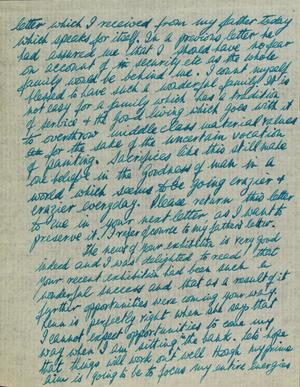 letter which I received from my father today
which speaks for itself. In a previous letter he
had assured me that I should have no fear
on account of security etc as the whole
family would be behind me. I count myself
blessed to have such a wonderful family. It is
not easy for a family which has a tradition
of service & the good living which goes with it
to overthrow middle class material values
for the sake of the uncertain vocation
of painting. Sacrifices like this still make
one believe in the goodness of man in a
world which seems to be going crazier &
crazier everyday. Please return this letter
to me in your next letter, as I want to
preserve it. I refer of course to my father's letter.
The news of your exhibition is very good
indeed and I was delighted to read that
your recent exhibition had been such a
wonderful success and that as a result of it
further opportunities were coming your way.
is perfectly right when she says that
I cannot expect opportunities to come my
way when I am sitting in the bank. Let's hope
that things will work out well though my prime
aim is going to be to focus my entire energies